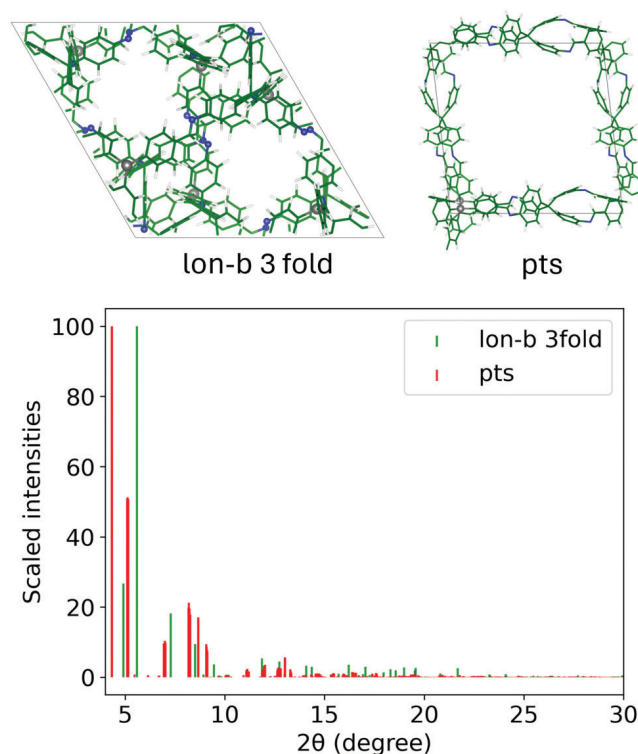 lon-b 3 fold
pts
Scaled intensities
100
80
60
40
20
0
lon-b 3fold
pts
5
10
15
20
25
30
2θ (degree)